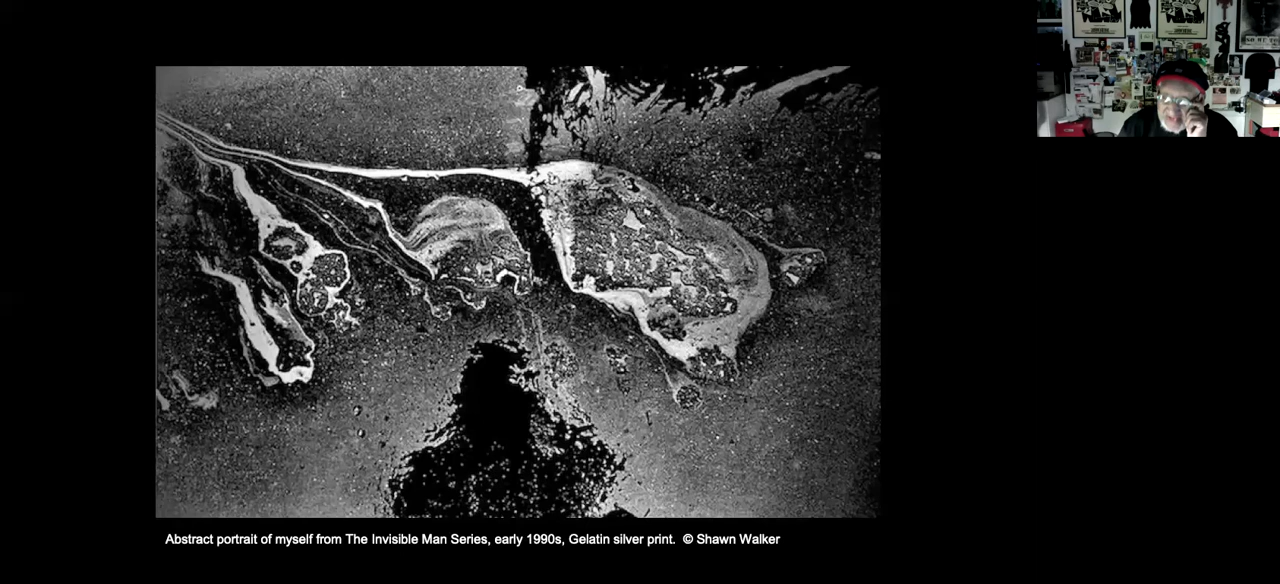 Abstract portrait of myself from The Invisible Man Series, early 1990s, Gelatin silver print.  © Shawn Walker